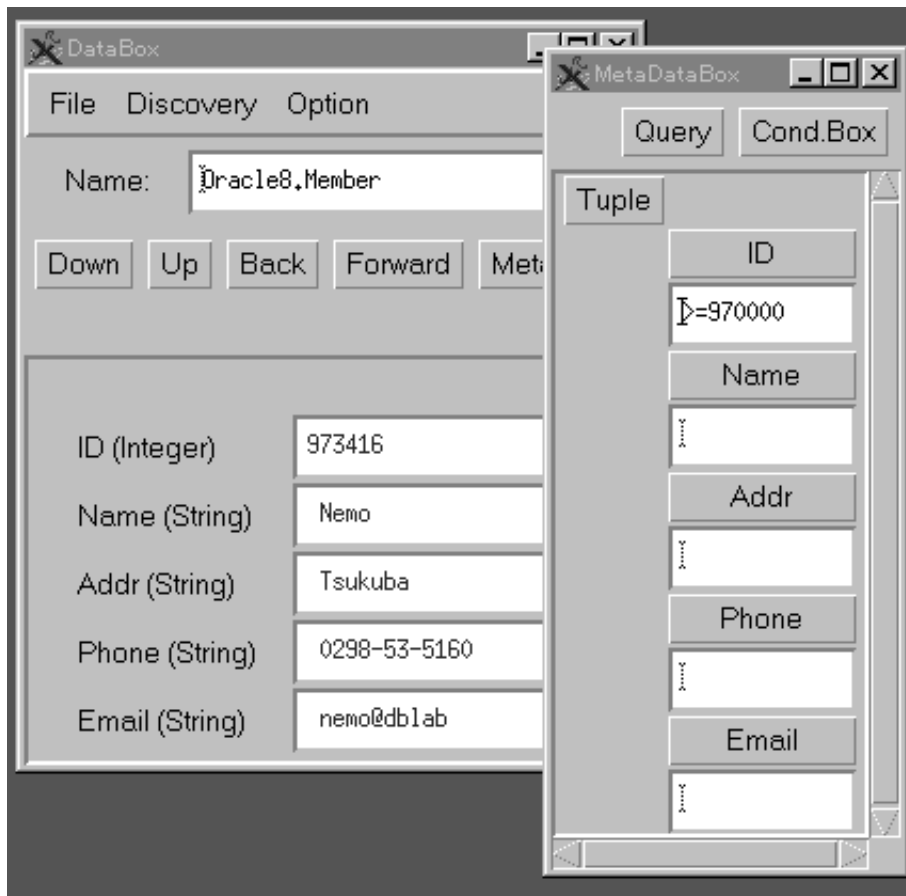 DataBox
File Discovery Option
Name: Oracle8.Member
Down Up Back Forward Met
ID (Integer) 973416
Name (String) Nemo
Addr (String) Tsukuba
Phone (String) 0298-53-5160
Email (String) nemo@dblab
MetaDataBox
Query Cond.Box
Tuple
ID
>=970000
Name
Addr
Phone
Email